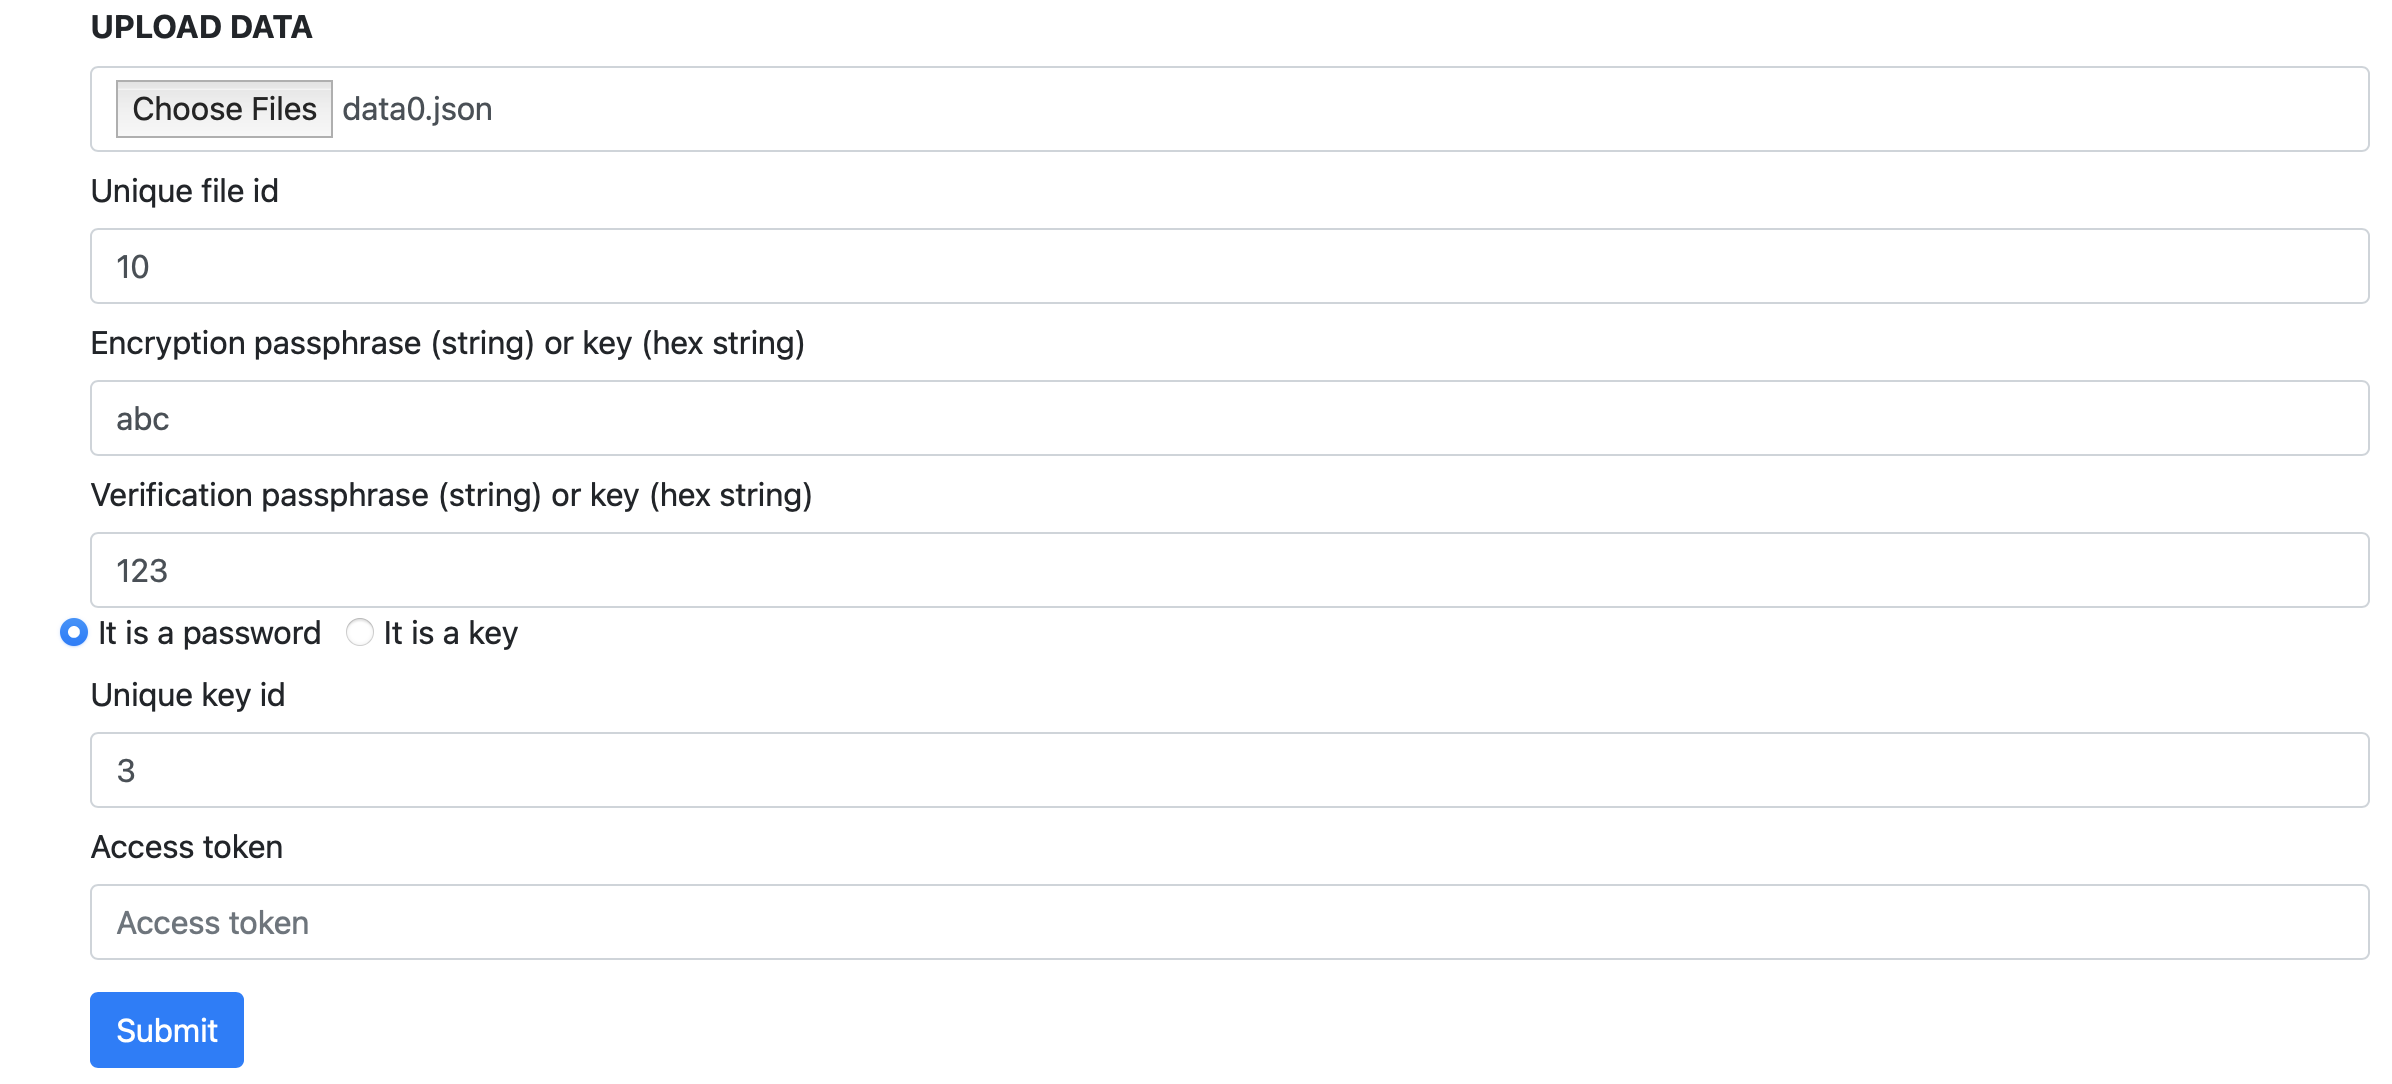 UPLOAD DATA
Choose Files data0.json
Unique file id
10
Encryption passphrase (string) or key (hex string)
abc
Verification passphrase (string) or key (hex string)
123
It is a password It is a key
Unique key id
3
Access token
Access token
Submit